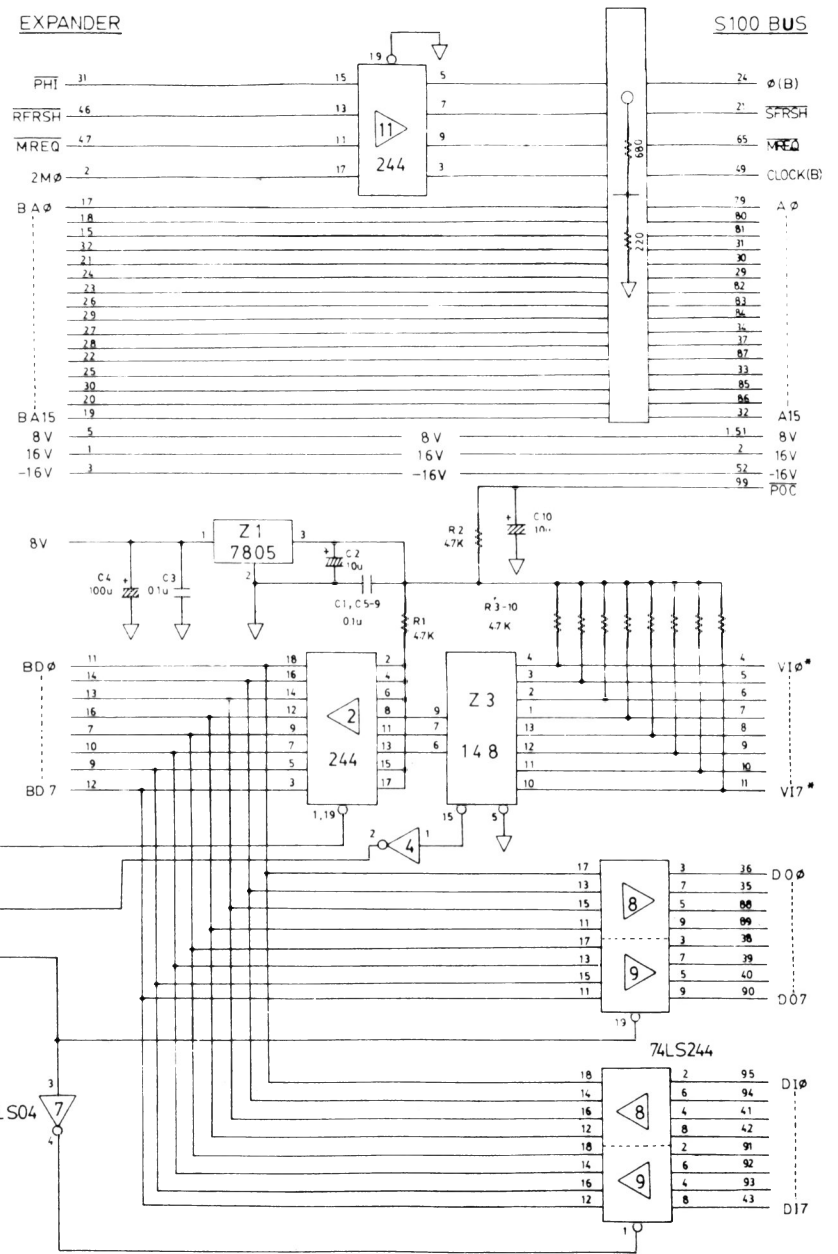 EXPANDER S100 BUS
19
PHI 31 15 5 24 Ø(B)
RFRSH 46 13 7 21 SFRSH
MREQ 47 11 11 9 65 MREQ
680
2MØ 2 17 244 3 49 CLOCK(B)
BAØ 17 79 AØ
18 80
15 81
32 31
220
21 30
24 29
23 82
26 83
29 84
27 34
28 37
22 87
25 33
30 85
20 86
BA15 19 32 A15
8V 5 8V 1,51 8V
16V 1 16V 2 16V
-16V 3 -16V 52 -16V
99 POC
8V 1 Z1 7805 3
2
C4 100u
C3 0.1u
C2 10u
C1, C5-9 0.1u
R2 47K
C10 10u
R1 4.7K
R3-10 4.7K
BDØ 11 18 2 4 4 VIØ*
14 16 4 3 5
13 14 6 2 6
16 12 2 8 9 Z3 1 7
7 9 11 7 13 8
10 7 244 13 6 148 12 9
9 5 15 11 10
BD7 12 3 17 10 11 VI7*
1,19 15 5
2 4 1
17 3 36 DOØ
13 7 35
15 8 5 88
11 9 89
17 3 38
13 7 39
15 9 5 40
11 9 90 DO7
19
74LS244
18 2 95 DIØ
14 6 94
16 8 4 41
12 8 42
18 2 91
14 6 92
16 9 4 93
12 8 43 DI7
1
3
LS04 7
4